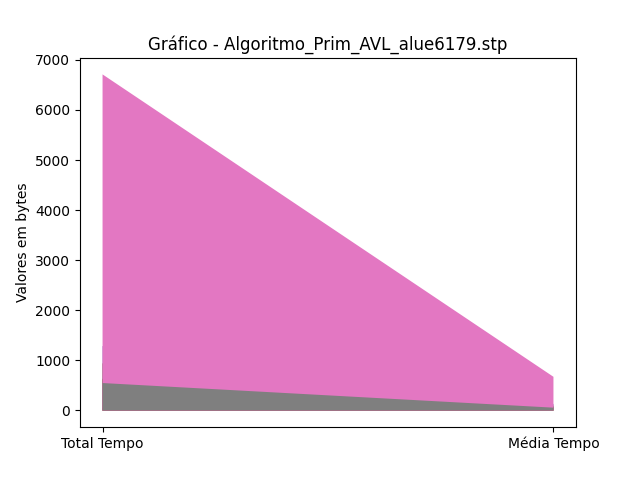 Gráfico - Algoritmo_Prim_AVL_alue6179.stp
Valores em bytes
7000
6000
5000
4000
3000
2000
1000
0
Total Tempo
Média Tempo